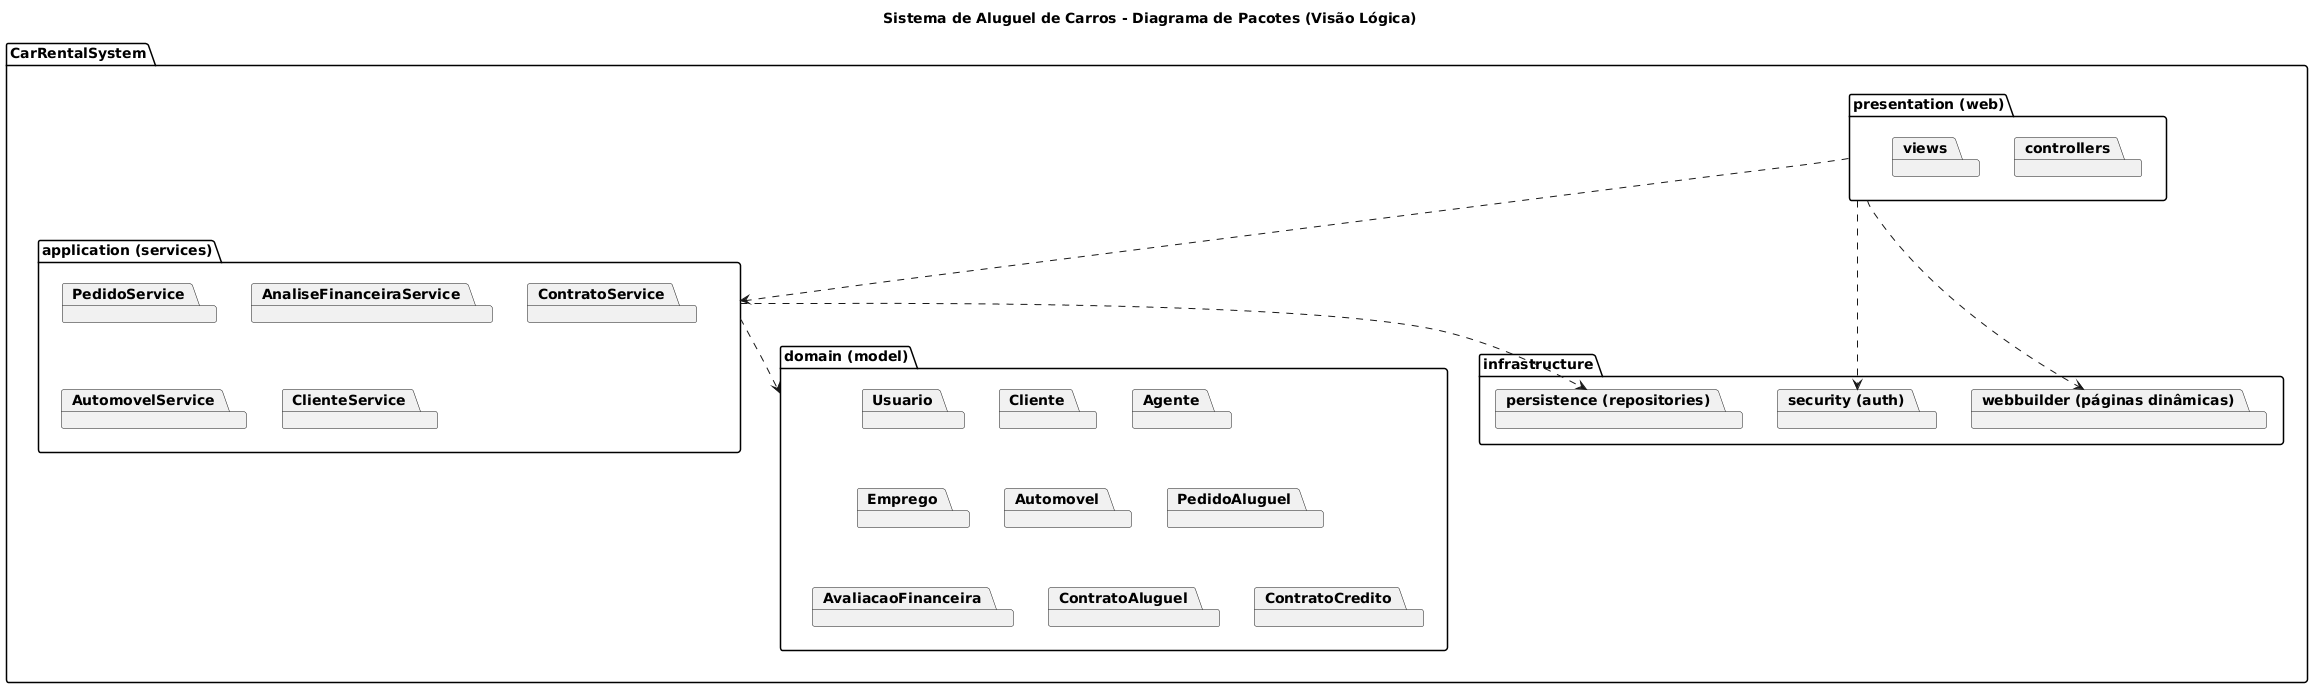 Sistema de Aluguel de Carros - Diagrama de Pacotes (Visão Lógica)
CarRentalSystem
presentation (web)
views
controllers
application (services)
PedidoService
AnaliseFinanceiraService
ContratoService
AutomovelService
ClienteService
domain (model)
Usuario
Cliente
Agente
Emprego
Automovel
PedidoAluguel
AvaliacaoFinanceira
ContratoAluguel
ContratoCredito
infrastructure
persistence (repositories)
security (auth)
webbuilder (páginas dinâmicas)